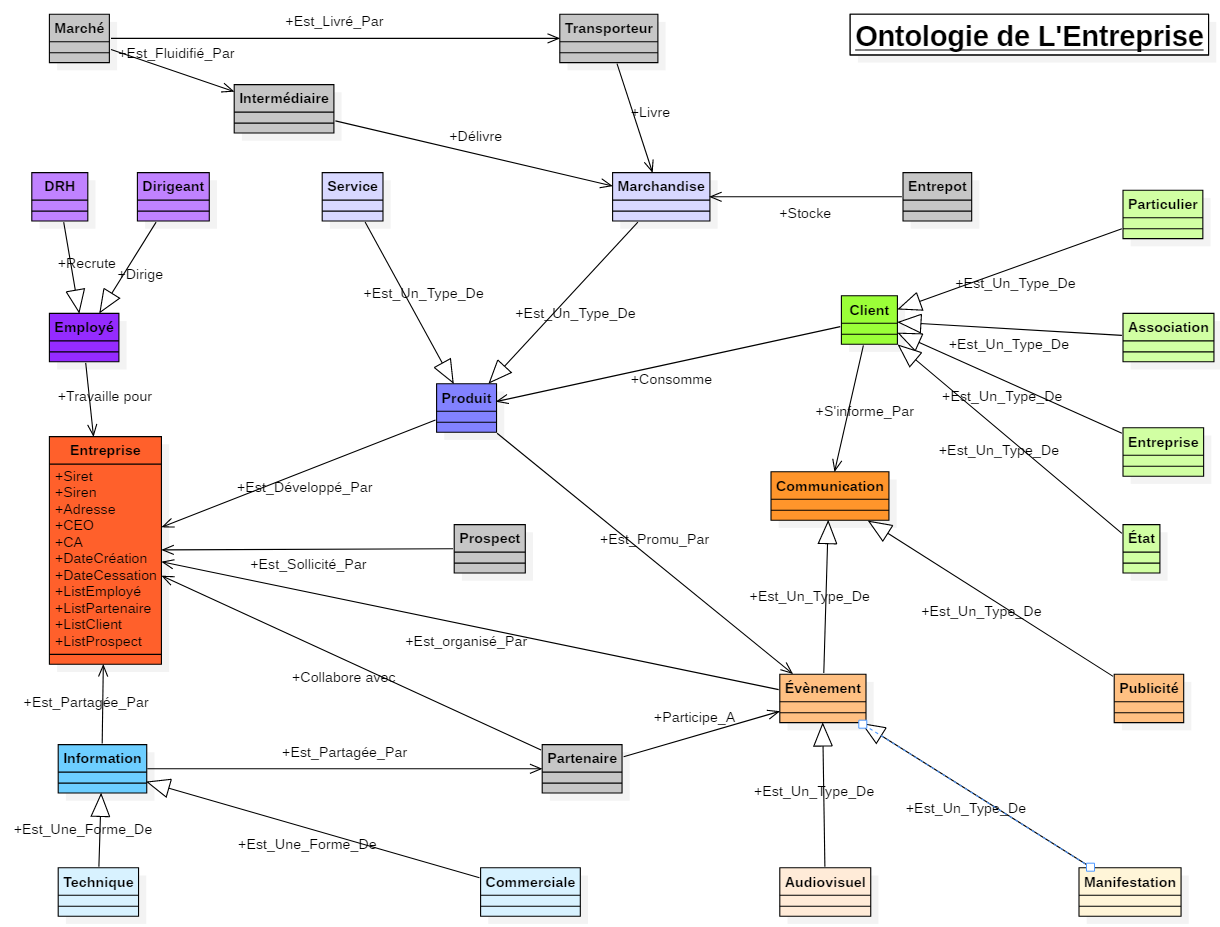 Marché
+Est_Livré_Par
Transporteur
Ontologie de L'Entreprise
+Est_Fluidifié_Par
Intermédiaire
+Livre
+Délivre
DRH
Dirigeant
Service
Marchandise
Entrepot
+Stocke
Particulier
+Recrute
+Dirige
+Est_Un_Type_De
+Est_Un_Type_De
+Est_Un_Type_De
Employé
Client
Association
+Est_Un_Type_De
+Consomme
+Travaille pour
Produit
+S'informe_Par
+Est_Un_Type_De
Entreprise
Entreprise
+Est_Un_Type_De
+Siret
+Siren
+Adresse
+CEO
+CA
+DateCréation
+DateCessation
+ListEmployé
+ListPartenaire
+ListClient
+ListProspect
+Est_Développé_Par
Communication
Prospect
+Est_Promu_Par
État
+Est_Sollicité_Par
+Est_Un_Type_De
+Est_Un_Type_De
+Est_organisé_Par
+Collabore avec
Évènement
Publicité
+Est_Partagée_Par
+Participe_A
Information
+Est_Partagée_Par
Partenaire
+Est_Un_Type_De
+Est_Un_Type_De
+Est_Une_Forme_De
+Est_Une_Forme_De
Technique
Commerciale
Audiovisuel
Manifestation